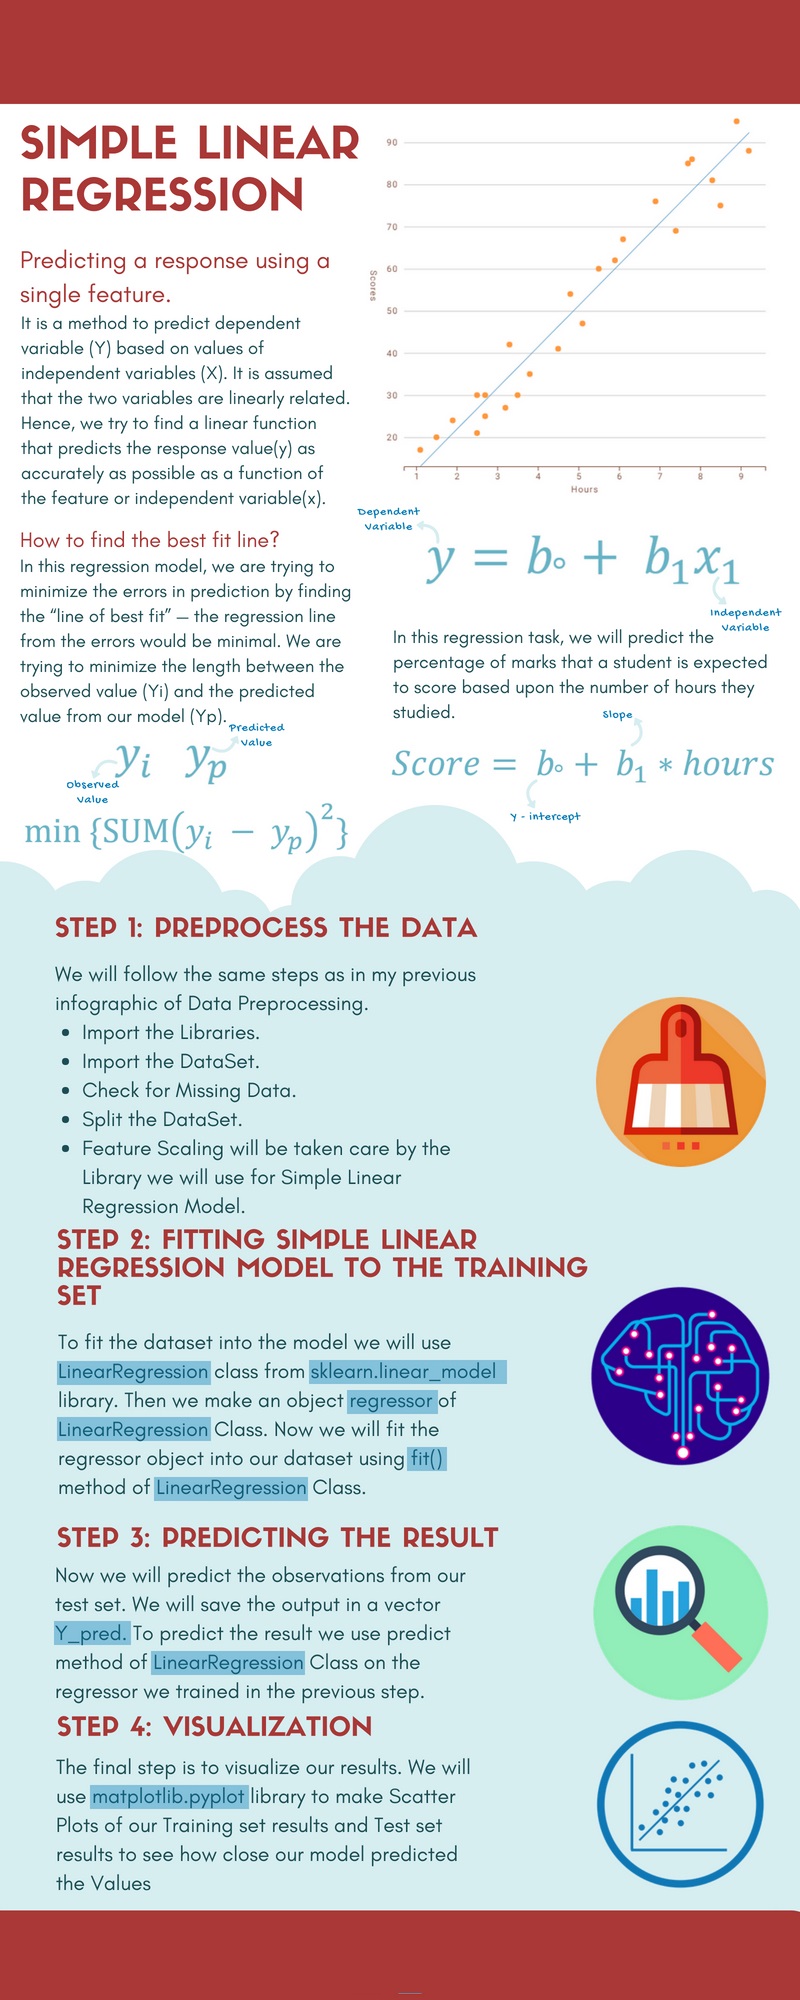 SIMPLE LINEAR
REGRESSION
Predicting a response using a
single feature.
It is a method to predict dependent
variable (Y) based on values of
independent variables (X). It is assumed
that the two variables are linearly related.
Hence, we try to find a linear function
that predicts the response value(y) as
accurately as possible as a function of
the feature or independent variable(x).
How to find the best fit line?
In this regression model, we are trying to
minimize the errors in prediction by finding
the “line of best fit” — the regression line
from the errors would be minimal. We are
trying to minimize the length between the
observed value (Yi) and the predicted
value from our model (Yp).
Predicted
Value
yᵢ yₚ
Observed
Value
min {SUM(yᵢ − yₚ)²}
90
80
70
60
50
40
30
20
Scores
1 2 3 4 5 6 7 8 9
Hours
Dependent
Variable
y = b₀ + b₁x₁
Independent
Variable
In this regression task, we will predict the
percentage of marks that a student is expected
to score based upon the number of hours they
studied.
Slope
Score = b₀ + b₁ * hours
Y - intercept
STEP 1: PREPROCESS THE DATA
We will follow the same steps as in my previous
infographic of Data Preprocessing.
• Import the Libraries.
• Import the DataSet.
• Check for Missing Data.
• Split the DataSet.
• Feature Scaling will be taken care by the
Library we will use for Simple Linear
Regression Model.
STEP 2: FITTING SIMPLE LINEAR
REGRESSION MODEL TO THE TRAINING
SET
To fit the dataset into the model we will use
LinearRegression class from sklearn.linear_model
library. Then we make an object regressor of
LinearRegression Class. Now we will fit the
regressor object into our dataset using fit()
method of LinearRegression Class.
STEP 3: PREDICTING THE RESULT
Now we will predict the observations from our
test set. We will save the output in a vector
Y_pred. To predict the result we use predict
method of LinearRegression Class on the
regressor we trained in the previous step.
STEP 4: VISUALIZATION
The final step is to visualize our results. We will
use matplotlib.pyplot library to make Scatter
Plots of our Training set results and Test set
results to see how close our model predicted
the Values